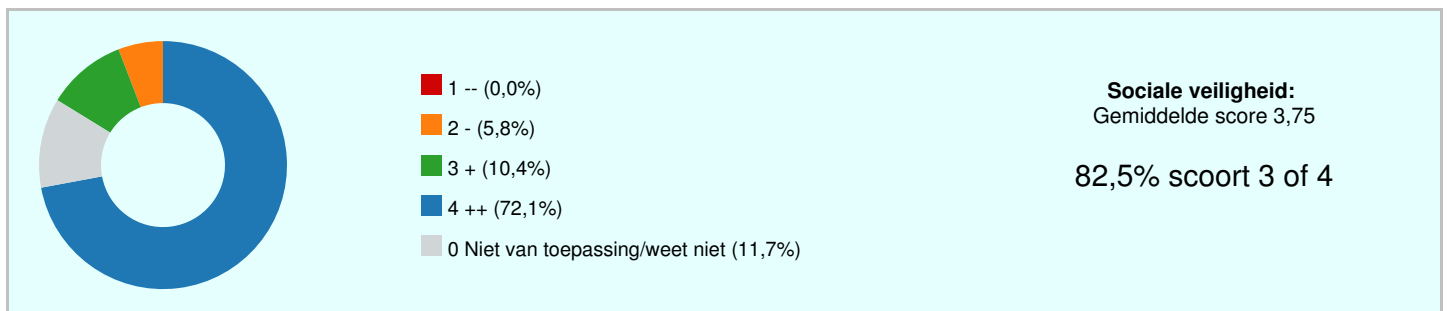 1 -- (0,0%)
2 - (5,8%)
3 + (10,4%)
4 ++ (72,1%)
0 Niet van toepassing/weet niet (11,7%)
Sociale veiligheid:
Gemiddelde score 3,75
82,5% scoort 3 of 4